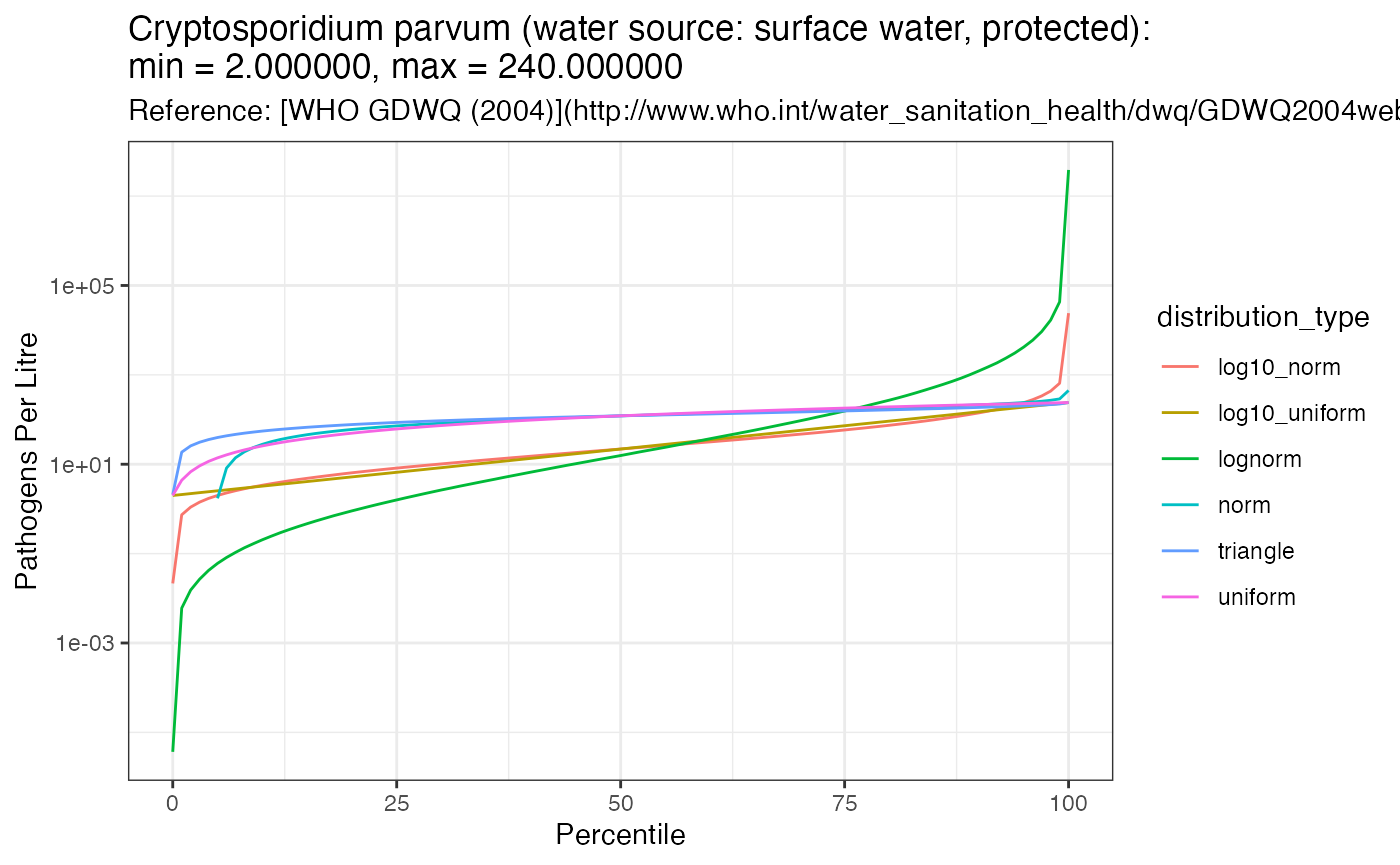 Cryptosporidium parvum (water source: surface water, protected):
min = 2.000000, max = 240.000000
Reference: [WHO GDWQ (2004)](http://www.who.int/water_sanitation_health/dwq/GDWQ2004web
Pathogens Per Litre
1e+05
1e+01
1e-03
0 25 50 75 100
Percentile
distribution_type
log10_norm
log10_uniform
lognorm
norm
triangle
uniform